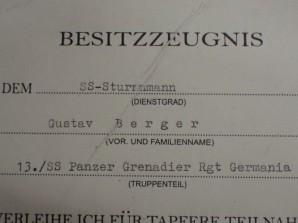 BESITZZEUGNIS
DEM SS-Sturmmann
(DIENSTGRAD)
Gustav Berger
(VOR. UND FAMILIENNAME)
13./SS Panzer Grenadier Rgt Germania
(TRUPPENTEIL)
VERLEIHE ICH FÜR TAPFERE TEILNAH